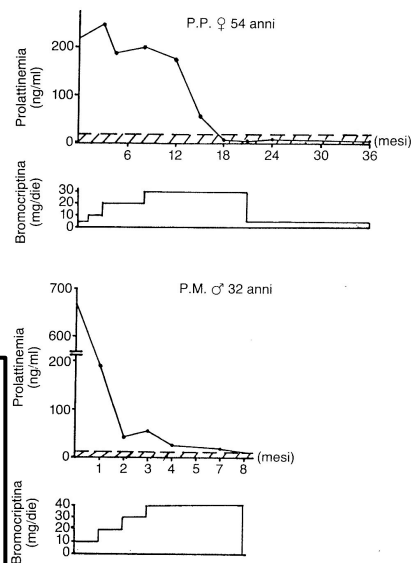 P.P. ♀ 54 anni
Prolattinemia
(ng/ml)
200
100
0
(mesi)
6 12 18 24 30 36
Bromocriptina
(mg/die)
30
20
10
0
P.M. ♂ 32 anni
Prolattinemia
(ng/ml)
700
600
200
100
0
(mesi)
1 2 3 4 5 7 8
Bromocriptina
(mg/die)
40
30
20
10
0